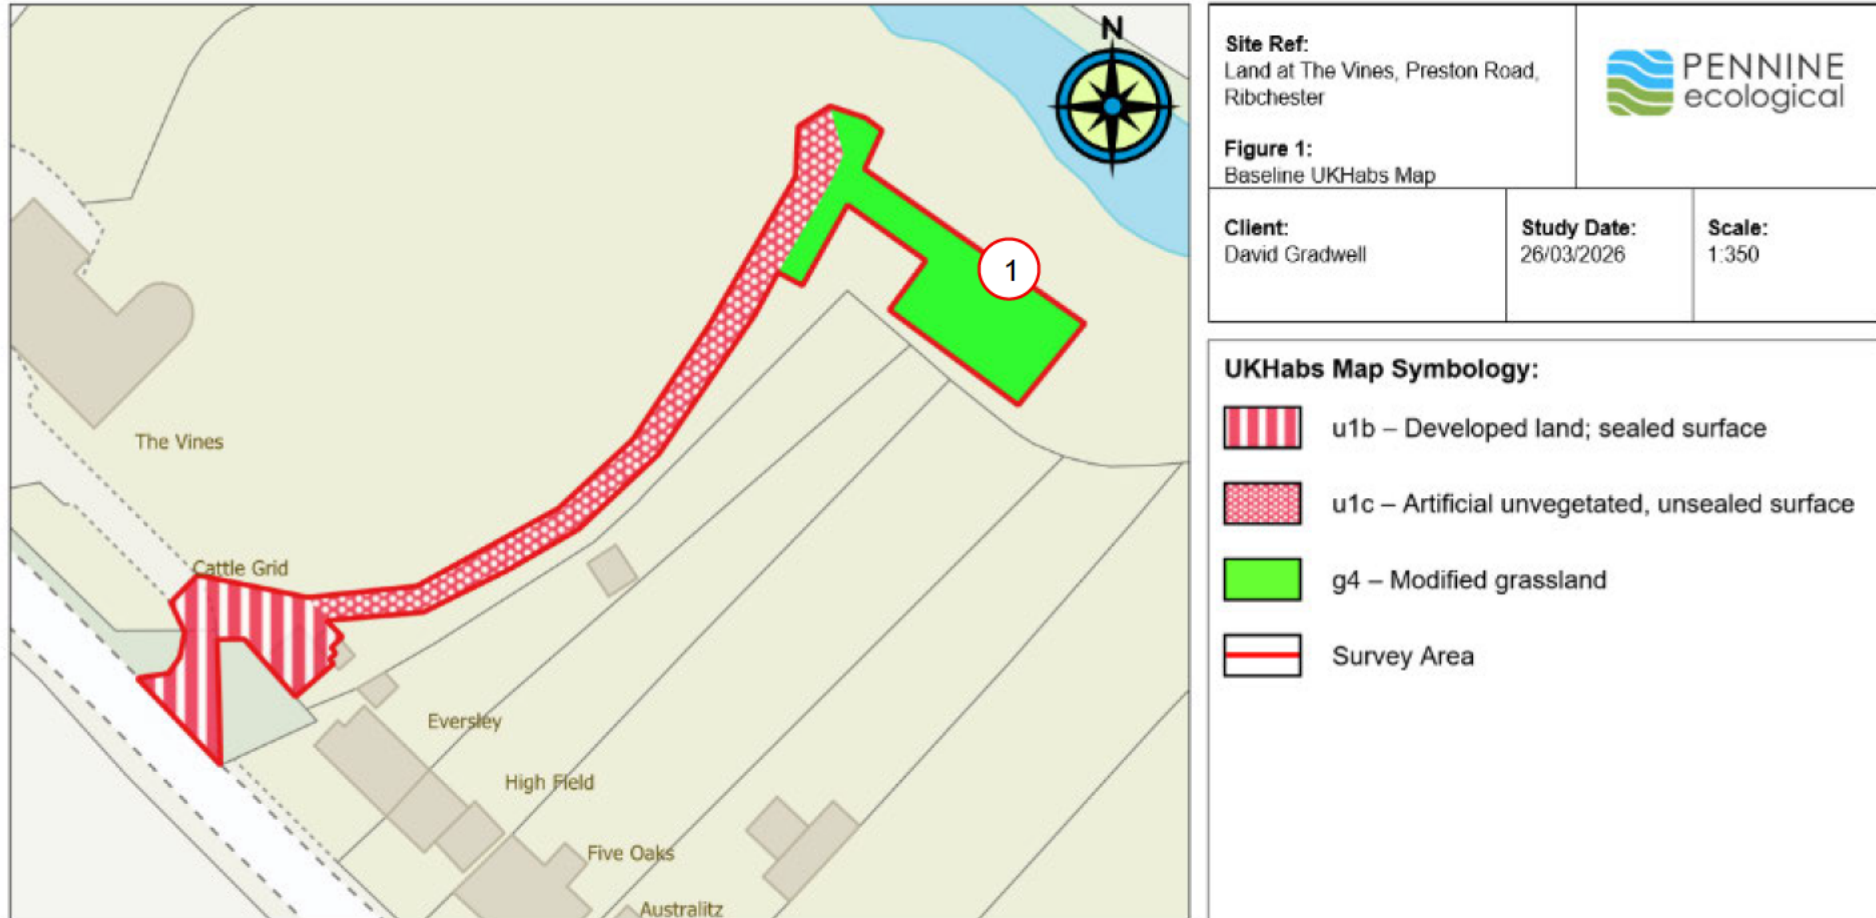 N
1
The Vines
Cattle Grid
Eversley
High Field
Five Oaks
Australitz
Site Ref:
Land at The Vines, Preston Road,
Ribchester
Figure 1:
Baseline UKHabs Map
PENNINE
ecological
Client:
David Gradwell
Study Date:
26/03/2026
Scale:
1:350
UKHabs Map Symbology:
u1b – Developed land; sealed surface
u1c – Artificial unvegetated, unsealed surface
g4 – Modified grassland
Survey Area